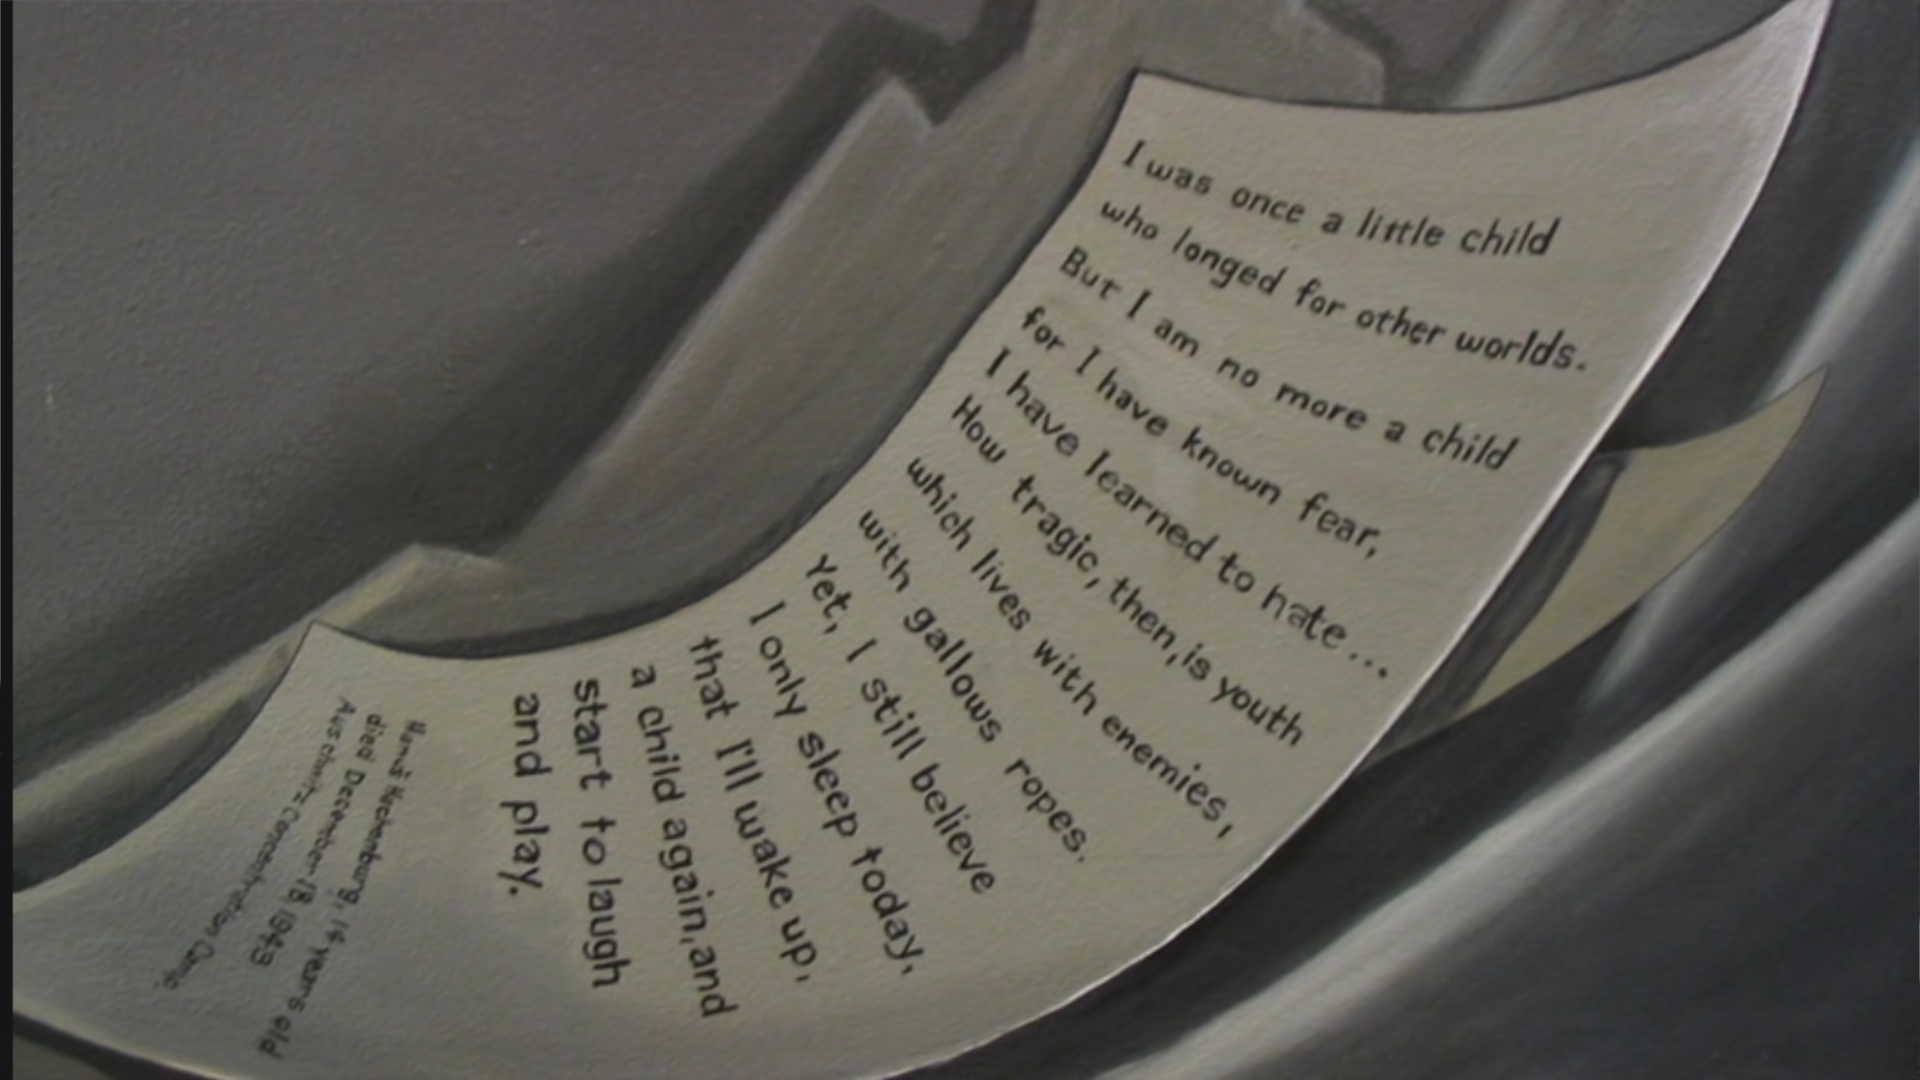 I was once a little child
who longed for other worlds.
But I am no more a child
for I have known fear,
I have learned to hate...
How tragic, then, is youth
which lives with enemies,
with gallows ropes.
Yet, I still believe
I only sleep today,
that I'll wake up,
a child again, and
start to laugh
and play.
Hachenburg, 14 years old
died December 18, 1943
Auschwitz Concentration Camp